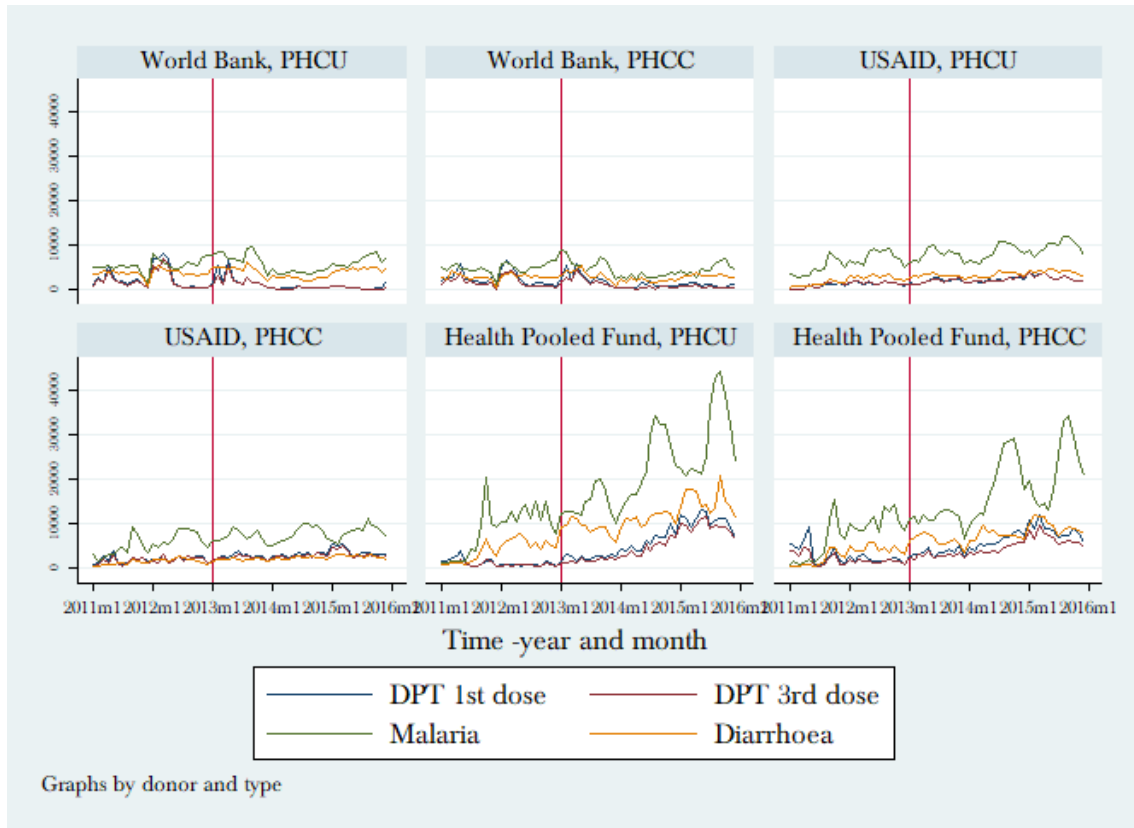 World Bank, PHCU
World Bank, PHCC
USAID, PHCU
40000
30000
20000
10000
0
USAID, PHCC
Health Pooled Fund, PHCU
Health Pooled Fund, PHCC
40000
30000
20000
10000
0
2011m1 2012m1 2013m1 2014m1 2015m1 2016m1
2011m1 2012m1 2013m1 2014m1 2015m1 2016m1
2011m1 2012m1 2013m1 2014m1 2015m1 2016m1
Time -year and month
DPT 1st dose
DPT 3rd dose
Malaria
Diarrhoea
Graphs by donor and type